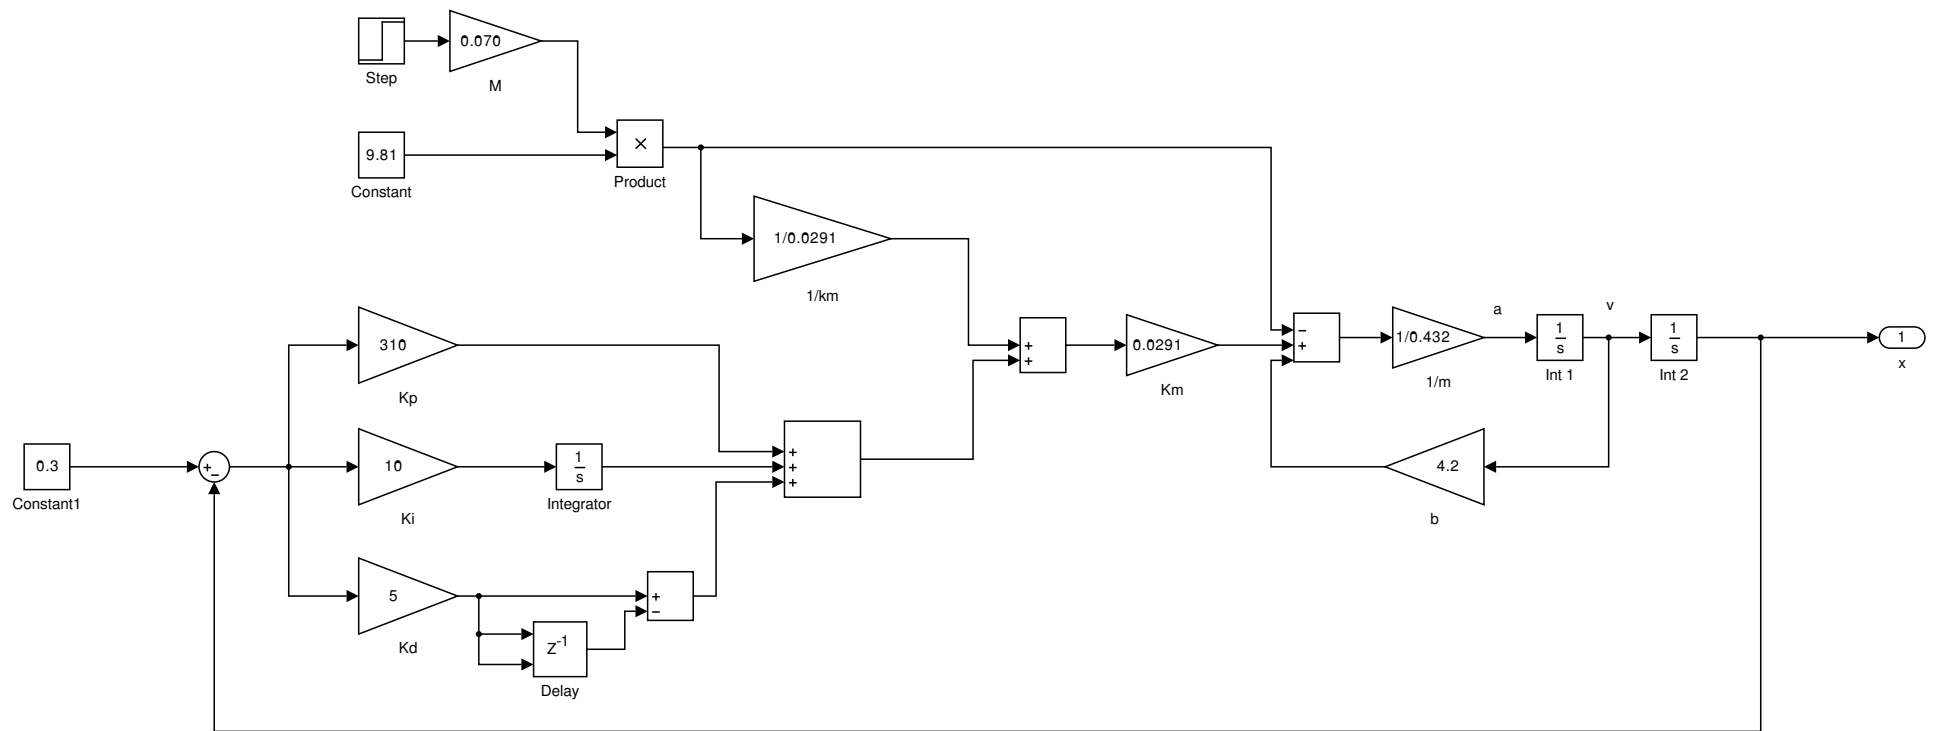 0.070
Step
M
9.81
×
Constant
Product
1/0.0291
1/km
a
v
310
+
+
0.0291
−
+
−
1/0.432
1
s
1
s
1
Kp
Km
1/m
Int 1
Int 2
x
0.3
+
−
10
1
s
+
+
+
4.2
Constant1
Ki
Integrator
b
5
+
−
Kd
Z-1
Delay